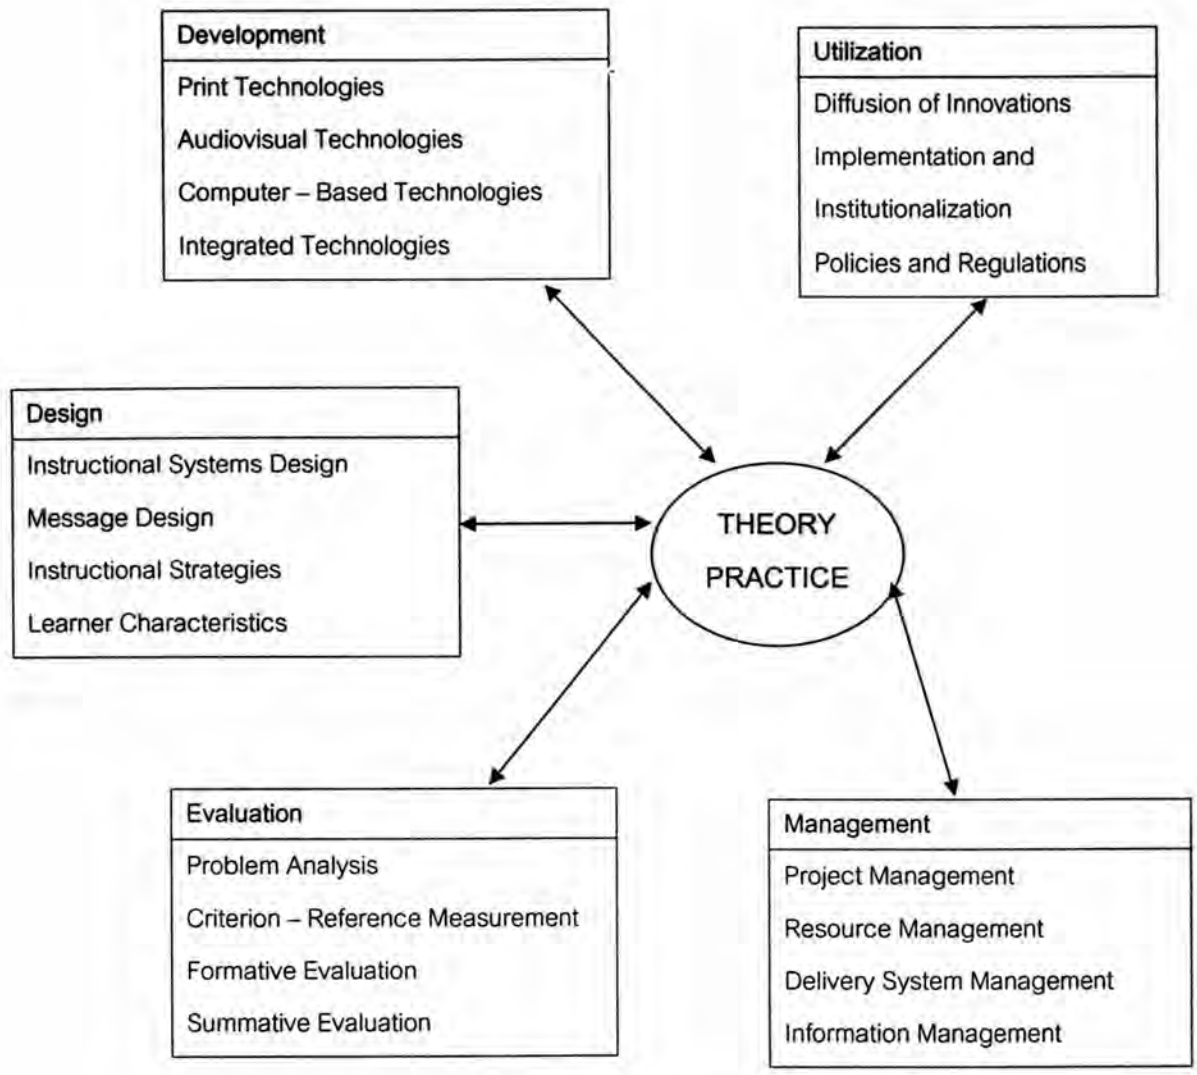 Development
Print Technologies
Audiovisual Technologies
Computer – Based Technologies
Integrated Technologies
Utilization
Diffusion of Innovations
Implementation and
Institutionalization
Policies and Regulations
Design
Instructional Systems Design
Message Design
Instructional Strategies
Learner Characteristics
THEORY
PRACTICE
Evaluation
Problem Analysis
Criterion – Reference Measurement
Formative Evaluation
Summative Evaluation
Management
Project Management
Resource Management
Delivery System Management
Information Management